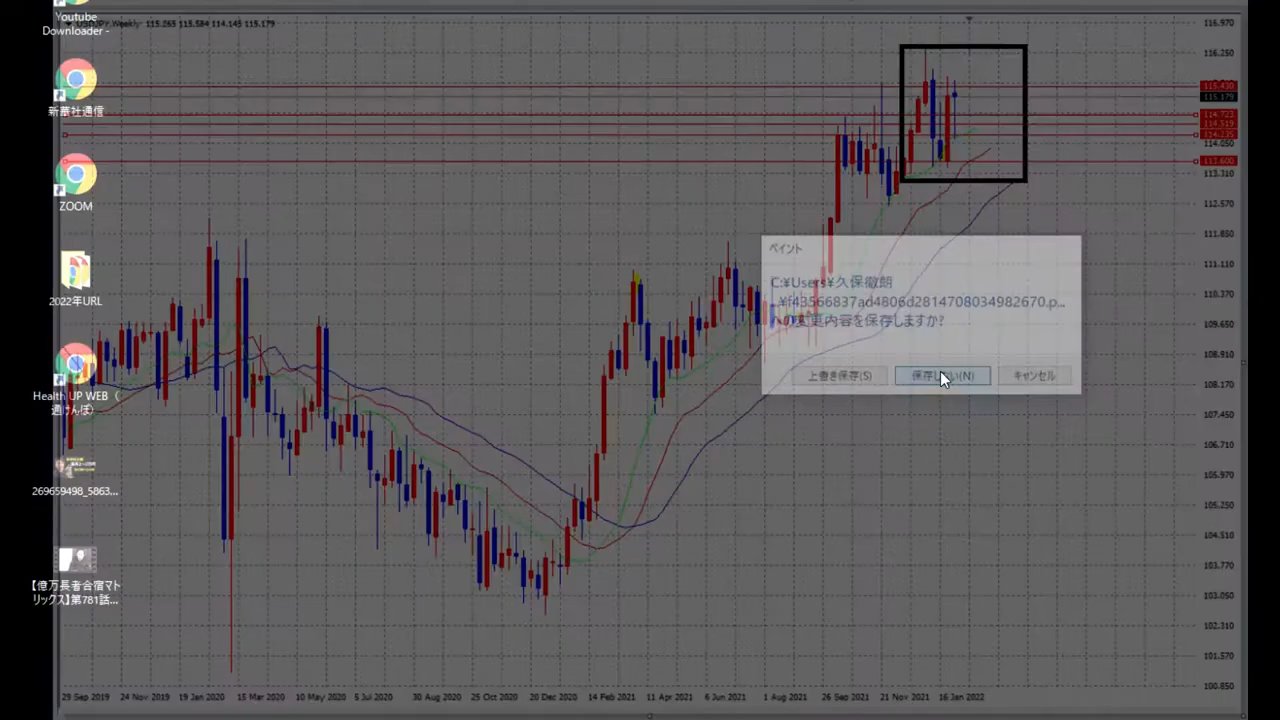 Youtube
Downloader -
USDJPY,Weekly 115.265 115.584 114.145 115.179
新華社通信
ZOOM
2022年URL
Health UP WEB（
通けんぽ）
269659498_5863...
【億万長者合宿マト
リックス】第781話...
ペイント
C:¥Users¥久保徹朗
...¥f43566837ad4806d2814708034982670.p...
への変更内容を保存しますか?
上書き保存(S)
保存しない(N)
キャンセル
116.970
116.250
115.430
115.179
114.723
114.519
114.235
114.050
113.600
113.310
112.570
111.850
111.110
110.370
109.650
108.910
108.170
107.450
106.710
105.970
105.250
104.510
103.770
103.050
102.310
101.570
100.850
29 Sep 2019
24 Nov 2019
19 Jan 2020
15 Mar 2020
10 May 2020
5 Jul 2020
30 Aug 2020
25 Oct 2020
20 Dec 2020
14 Feb 2021
11 Apr 2021
6 Jun 2021
1 Aug 2021
26 Sep 2021
21 Nov 2021
16 Jan 2022